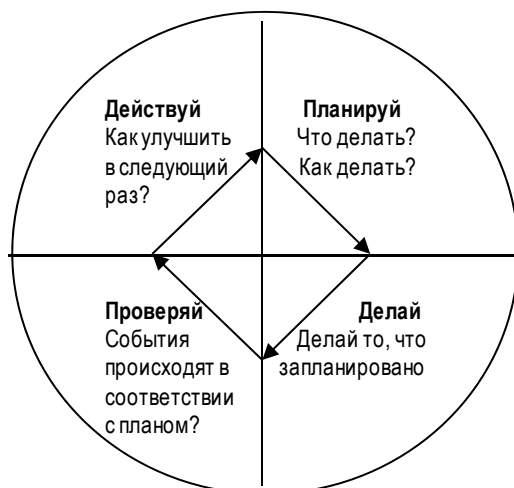 Действуй
Как улучшить
в следующий
раз?
Планируй
Что делать?
Как делать?
Проверяй
События
происходят в
соответствии
с планом?
Делай
Делай то, что
запланировано